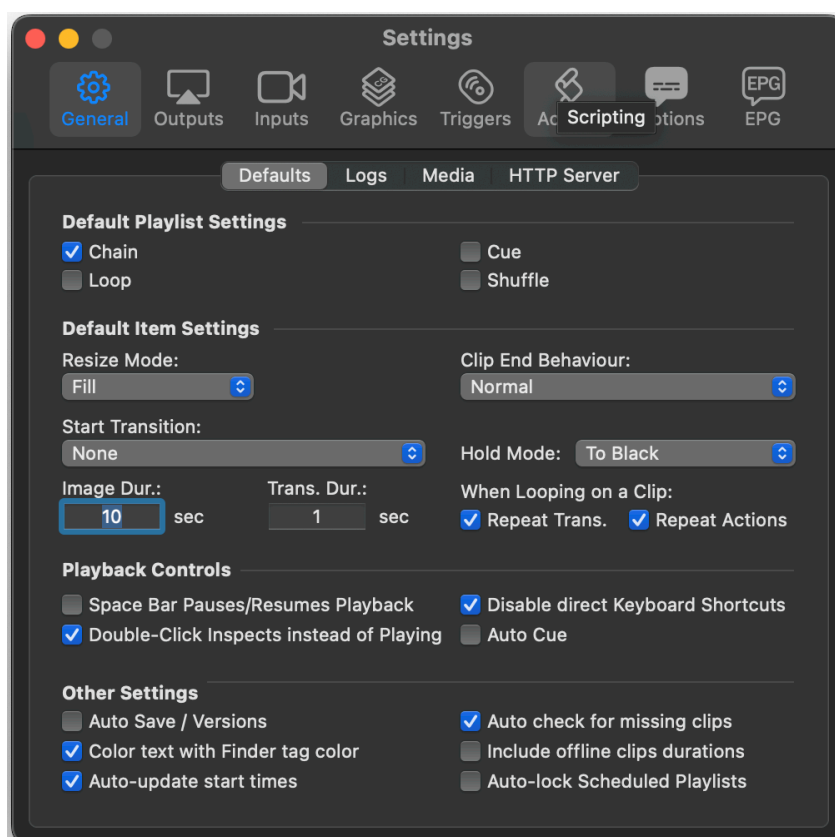 Settings
General Outputs Inputs Graphics Triggers Scripting EPG
EPG
Defaults Logs Media HTTP Server
Default Playlist Settings
Chain Cue
Loop Shuffle
Default Item Settings
Resize Mode: Clip End Behaviour:
Fill Normal
Start Transition:
None Hold Mode: To Black
Image Dur.: Trans. Dur.: When Looping on a Clip:
10 sec 1 sec Repeat Trans. Repeat Actions
Playback Controls
Space Bar Pauses/Resumes Playback Disable direct Keyboard Shortcuts
Double-Click Inspects instead of Playing Auto Cue
Other Settings
Auto Save / Versions Auto check for missing clips
Color text with Finder tag color Include offline clips durations
Auto-update start times Auto-lock Scheduled Playlists